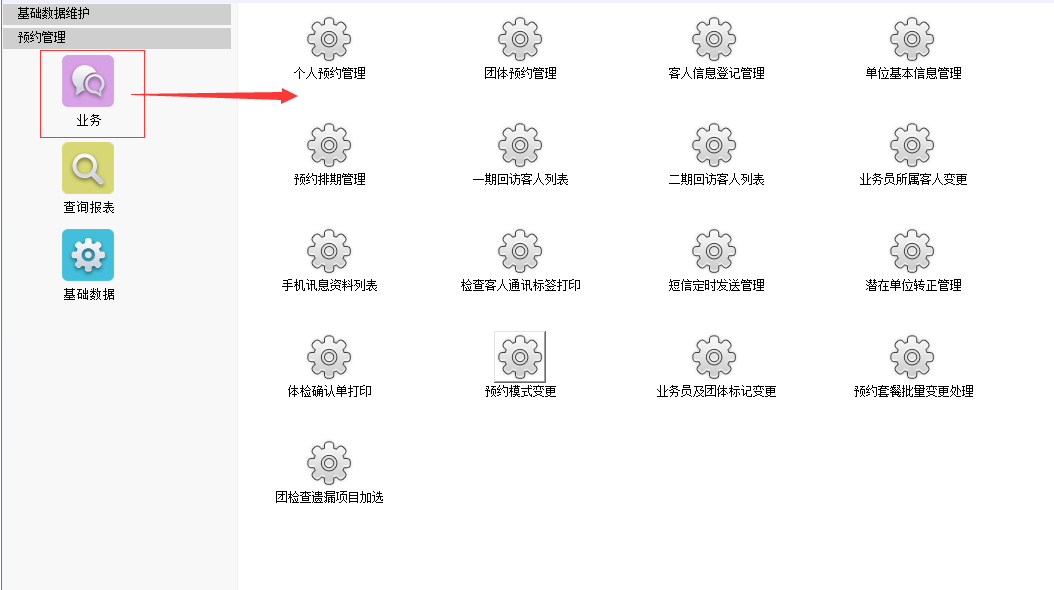 基础数据维护
预约管理
业务
查询报表
基础数据
个人预约管理
团体预约管理
客人信息登记管理
单位基本信息管理
预约排期管理
一期回访客人列表
二期回访客人列表
业务员所属客人变更
手机讯息资料列表
检查客人通讯标签打印
短信定时发送管理
潜在单位转正管理
体检确认单打印
预约模式变更
业务员及团体标记变更
预约套餐批量变更处理
团检查遗漏项目加选